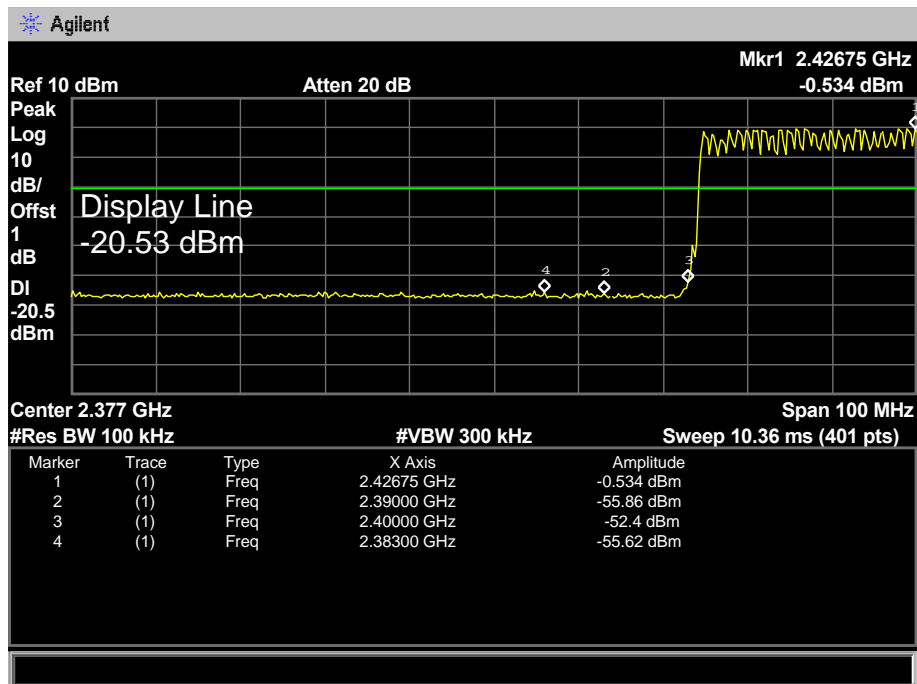 Agilent
Mkr1 2.42675 GHz
Ref 10 dBm Atten 20 dB -0.534 dBm
Peak
Log
10
dB/
Offst
1
dB
DI
-20.5
dBm
1
Display Line
-20.53 dBm
4 2 3
Center 2.377 GHz Span 100 MHz
#Res BW 100 kHz #VBW 300 kHz Sweep 10.36 ms (401 pts)
Marker Trace Type X Axis Amplitude
1 (1) Freq 2.42675 GHz -0.534 dBm
2 (1) Freq 2.39000 GHz -55.86 dBm
3 (1) Freq 2.40000 GHz -52.4 dBm
4 (1) Freq 2.38300 GHz -55.62 dBm